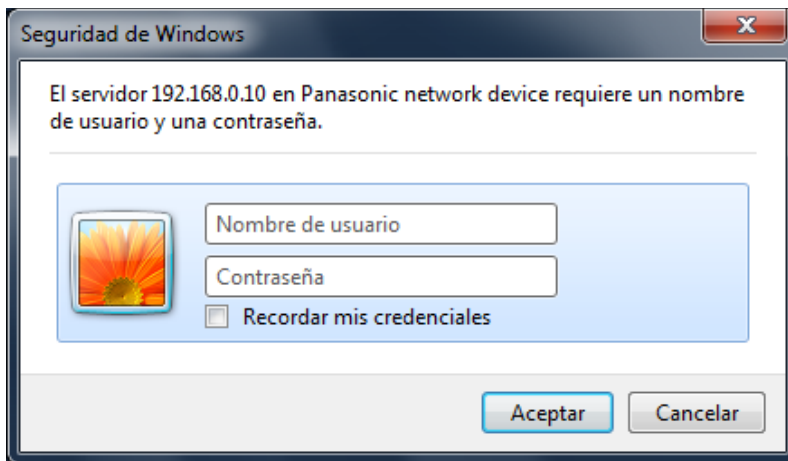 Seguridad de Windows
El servidor 192.168.0.10 en Panasonic network device requiere un nombre
de usuario y una contraseña.
Nombre de usuario
Contraseña
Recordar mis credenciales
Aceptar
Cancelar